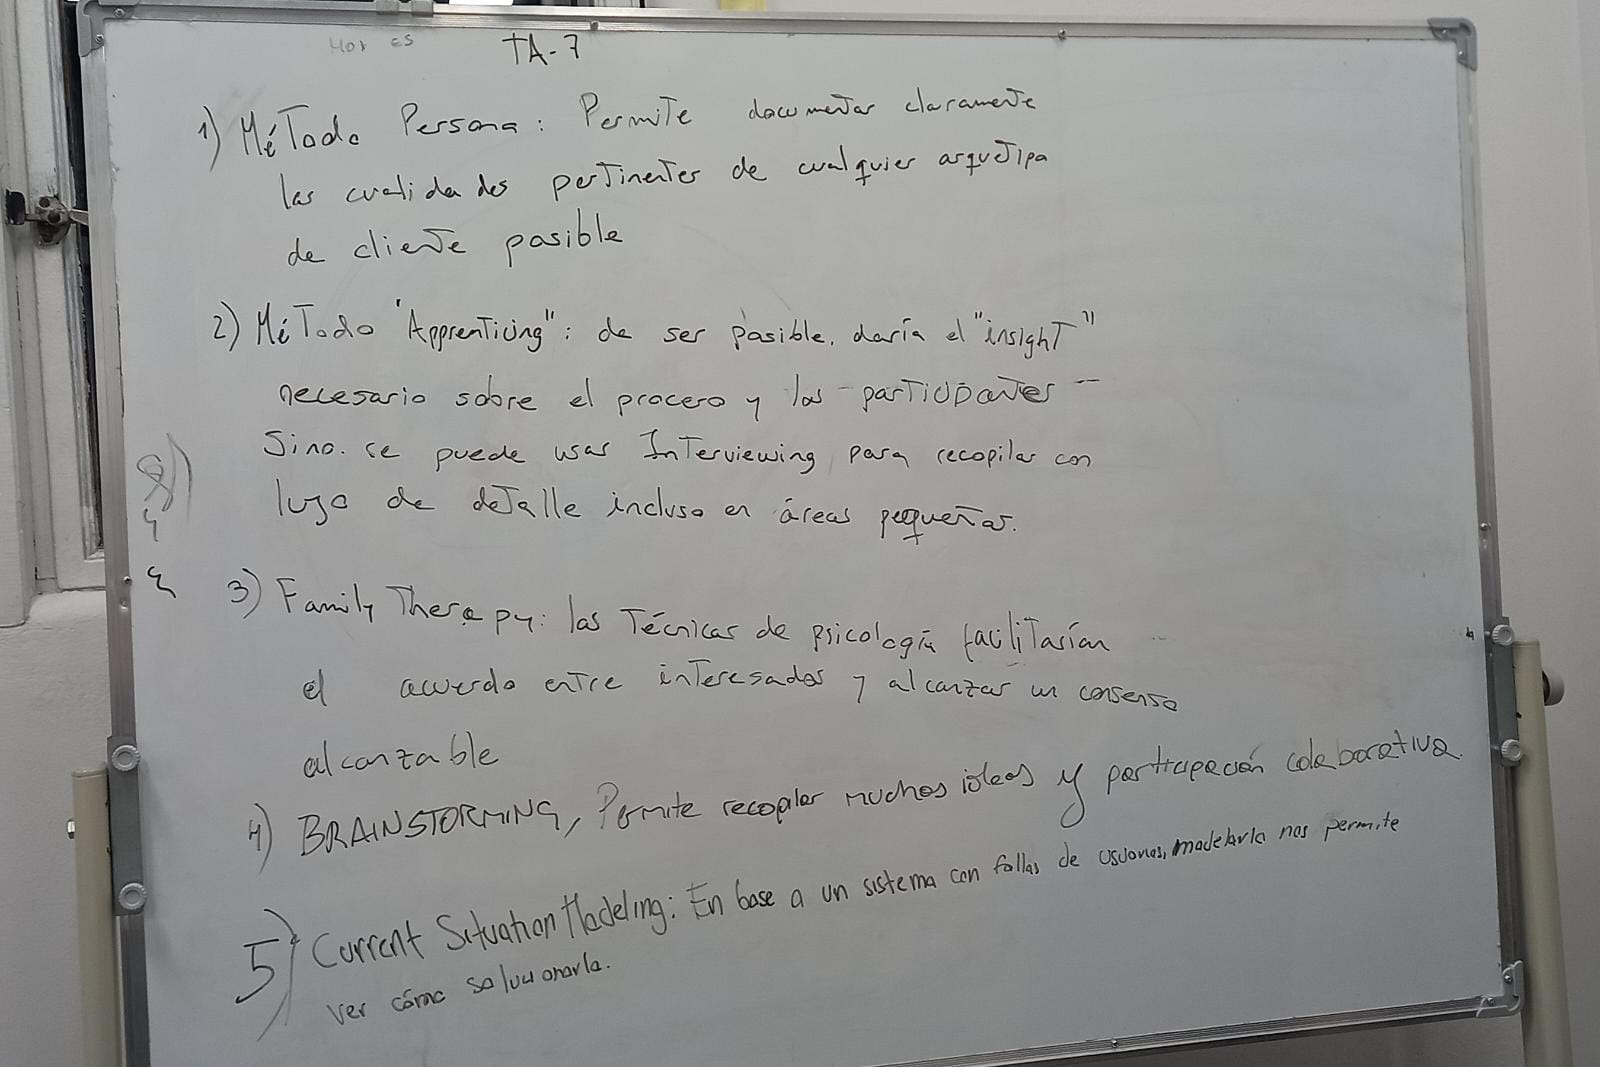 Hoy es TA-7
1) Método Persona: Permite documentar claramente
las cualidades pertinentes de cualquier arquetipo
de cliente posible
2) Método "Apprenticing": de ser posible, daría el "insight"
necesario sobre el proceso y los participantes
Sino. se puede usar Interviewing para recopilar con
lujo de detalle incluso en áreas pequeñas.
3) Family Therapy: las técnicas de psicología facilitarían
el acuerdo entre interesados y alcanzar un consenso
alcanzable
4) BRAINSTORMING, Permite recopilar muchas ideas y participación colaborativa.
5) Current Situation Modeling: En base a un sistema con fallas de usuarios, modelarla nos permite
ver cómo solucionarla.